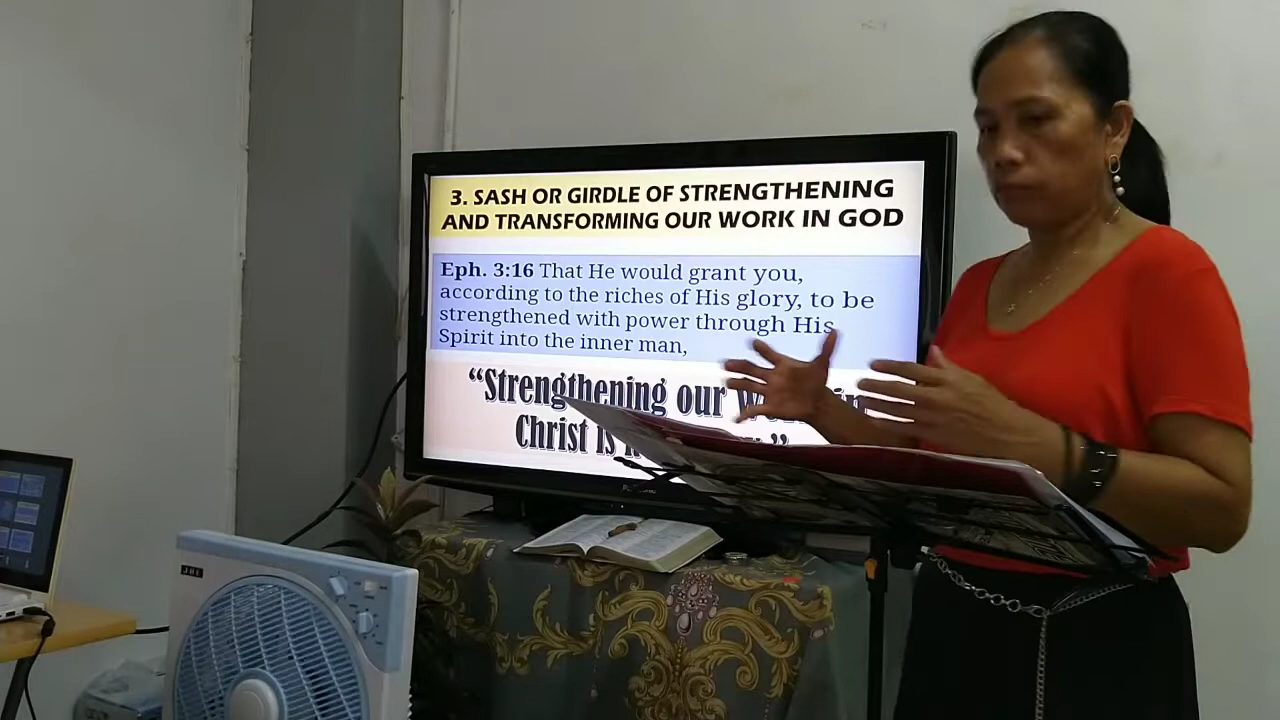 3. SASH OR GIRDLE OF STRENGTHENING
AND TRANSFORMING OUR WORK IN GOD
Eph. 3:16 That He would grant you,
according to the riches of His glory, to be
strengthened with power through His
Spirit into the inner man,
“Strengthening our in
Christ is